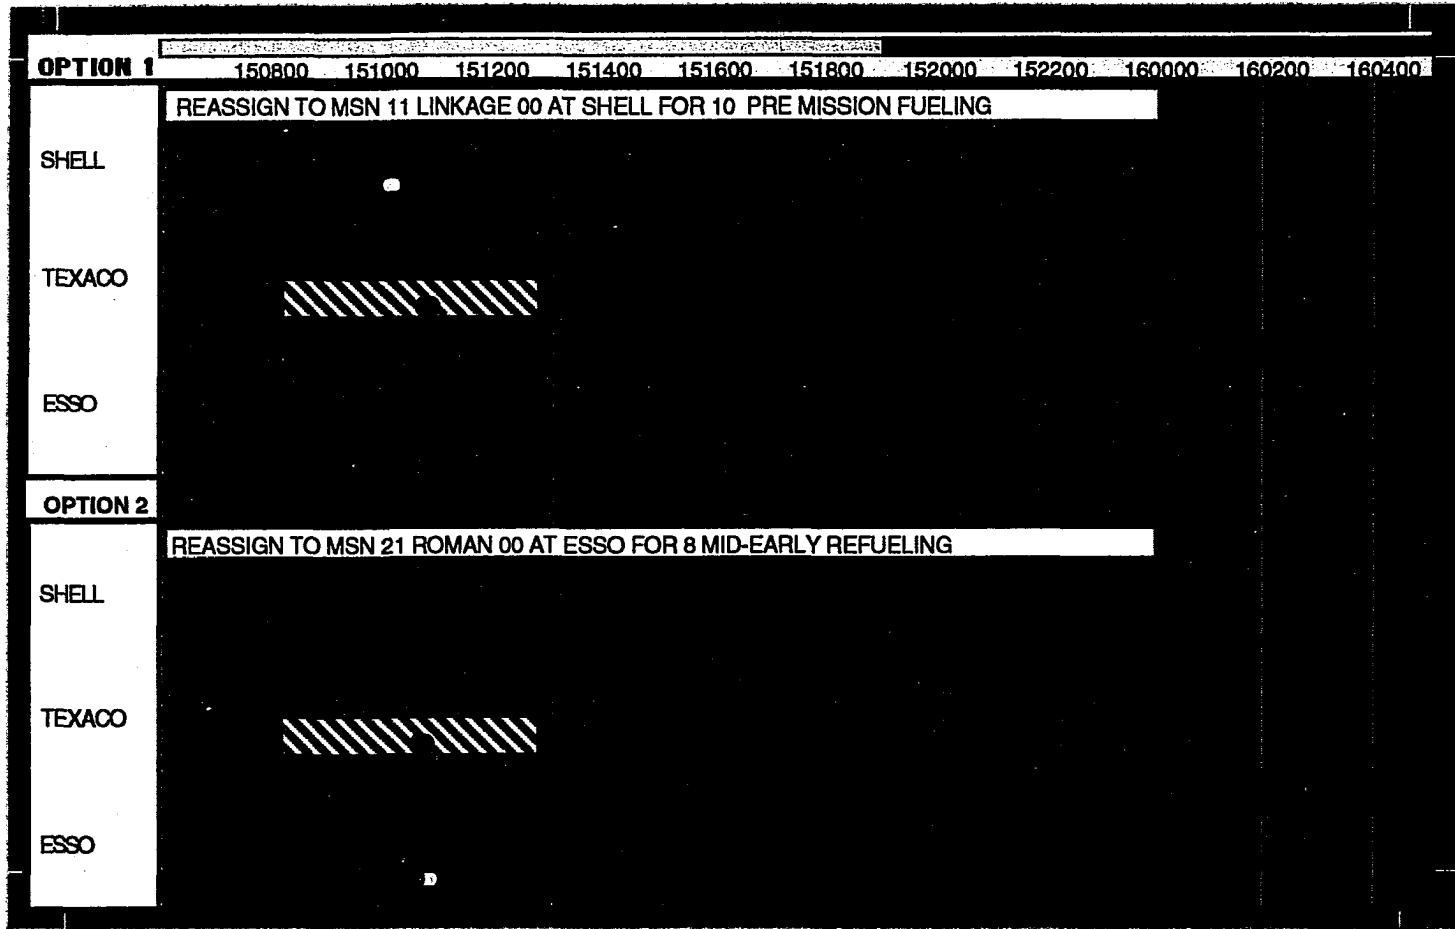 OPTION 1 150800 151000 151200 151400 151600 151800 152000 152200 160000 160200 160400
REASSIGN TO MSN 11 LINKAGE 00 AT SHELL FOR 10 PRE MISSION FUELING
SHELL
TEXACO
ESSO
OPTION 2
REASSIGN TO MSN 21 ROMAN 00 AT ESSO FOR 8 MID-EARLY REFUELING
SHELL
TEXACO
ESSO
D